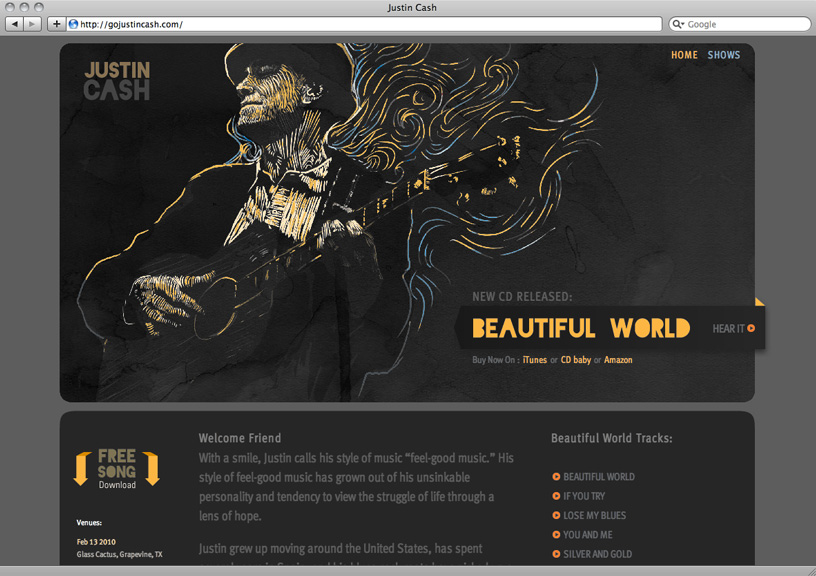 Justin Cash
http://gojustincash.com/
Google
JUSTIN
CASH
HOME SHOWS
NEW CD RELEASED:
BEAUTIFUL WORLD
HEAR IT
Buy Now On : iTunes or CD baby or Amazon
FREE
SONG
Download
Venues:
Feb 13 2010
Glass Cactus, Grapevine, TX
Welcome Friend
With a smile, Justin calls his style of music “feel-good music.” His
style of feel-good music has grown out of his unsinkable
personality and tendency to view the struggle of life through a
lens of hope.
Justin grew up moving around the United States, has spent
Beautiful World Tracks:
BEAUTIFUL WORLD
IF YOU TRY
LOSE MY BLUES
YOU AND ME
SILVER AND GOLD